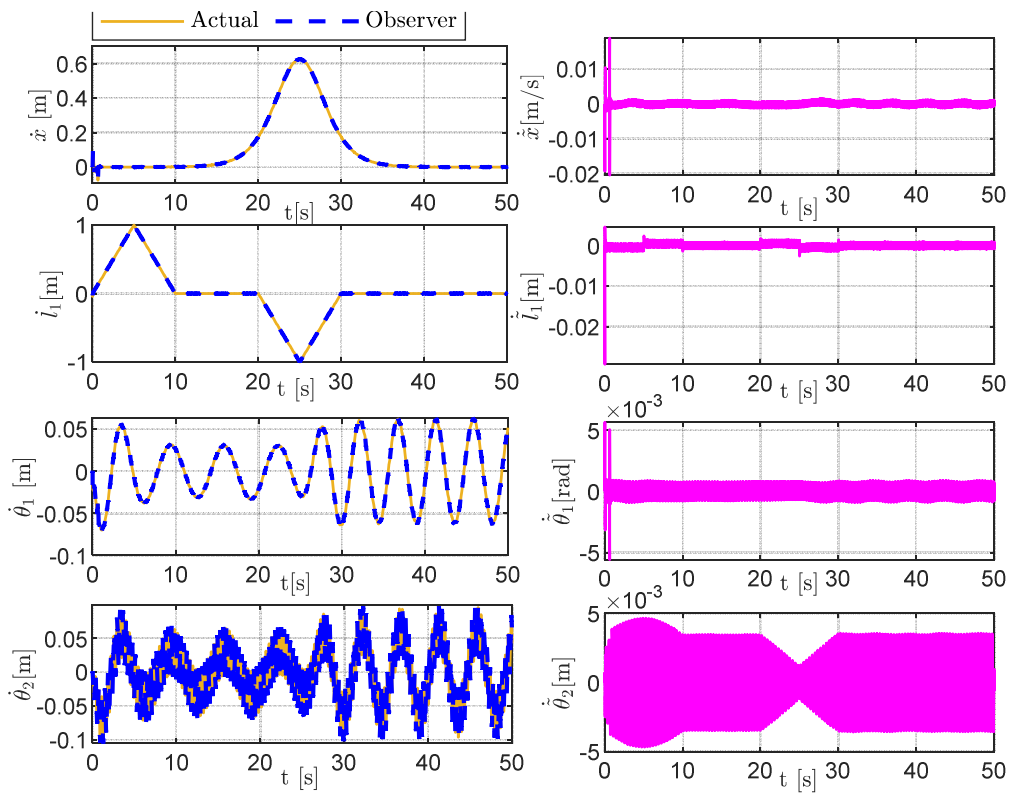 Actual Observer
0.6
0.4
0.2
0
ẋ [m]
0 10 20 30 40 50
t[s]
0.01
0
-0.01
-0.02
x̃̇[m/s]
0 10 20 30 40 50
t [s]
1
0
-1
l̇₁[m]
0 10 20 30 40 50
t [s]
0
-0.01
-0.02
l̃̇₁[m]
0 10 20 30 40 50
t [s]
0.05
0
-0.05
-0.1
θ̇₁ [m]
0 10 20 30 40 50
t[s]
×10⁻³
5
0
-5
θ̃̇₁[rad]
0 10 20 30 40 50
t [s]
0.05
0
-0.05
-0.1
θ̇₂[m]
0 10 20 30 40 50
t [s]
×10⁻³
5
0
-5
θ̃̇₂[m]
0 10 20 30 40 50
t [s]